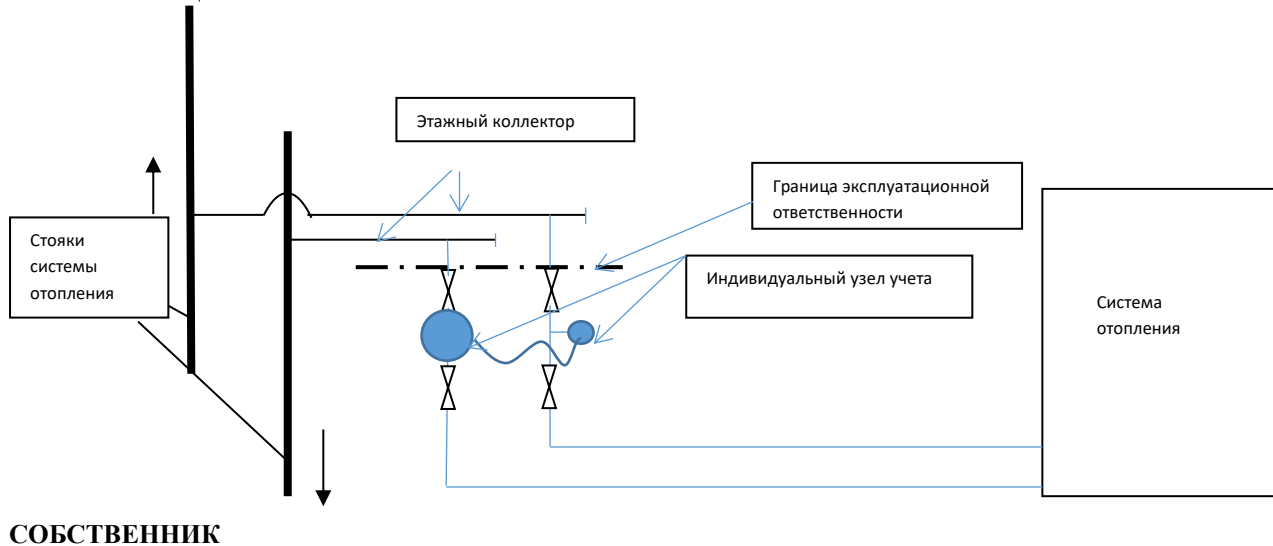 Этажный коллектор
Граница эксплуатационной
ответственности
Стояки
системы
отопления
Индивидуальный узел учета
Система
отопления
СОБСТВЕННИК